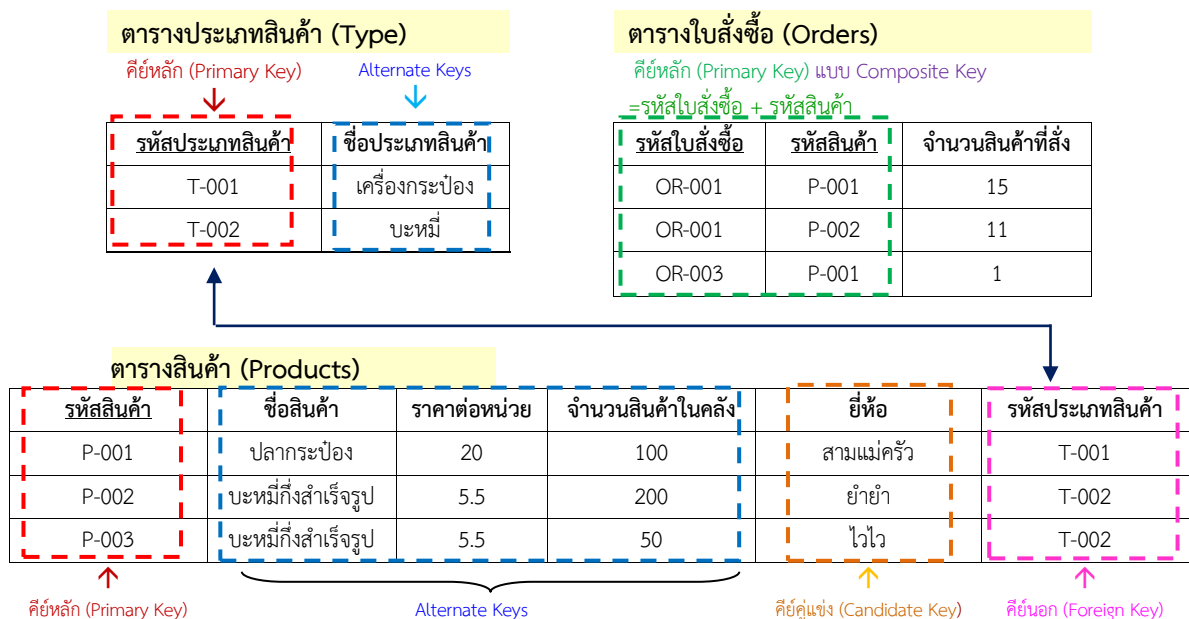 ตารางประเภทสินค้า (Type)
คีย์หลัก (Primary Key) Alternate Keys
รหัสประเภทสินค้า ชื่อประเภทสินค้า
T-001 เครื่องกระป๋อง
T-002 บะหมี่
ตารางใบสั่งซื้อ (Orders)
คีย์หลัก (Primary Key) แบบ Composite Key
=รหัสใบสั่งซื้อ + รหัสสินค้า
รหัสใบสั่งซื้อ รหัสสินค้า จำนวนสินค้าที่สั่ง
OR-001 P-001 15
OR-001 P-002 11
OR-003 P-001 1
ตารางสินค้า (Products)
รหัสสินค้า ชื่อสินค้า ราคาต่อหน่วย จำนวนสินค้าในคลัง ยี่ห้อ รหัสประเภทสินค้า
P-001 ปลากระป๋อง 20 100 สามแม่ครัว T-001
P-002 บะหมี่กึ่งสำเร็จรูป 5.5 200 ยำยำ T-002
P-003 บะหมี่กึ่งสำเร็จรูป 5.5 50 ไวไว T-002
คีย์หลัก (Primary Key) Alternate Keys คีย์คู่แข่ง (Candidate Key) คีย์นอก (Foreign Key)